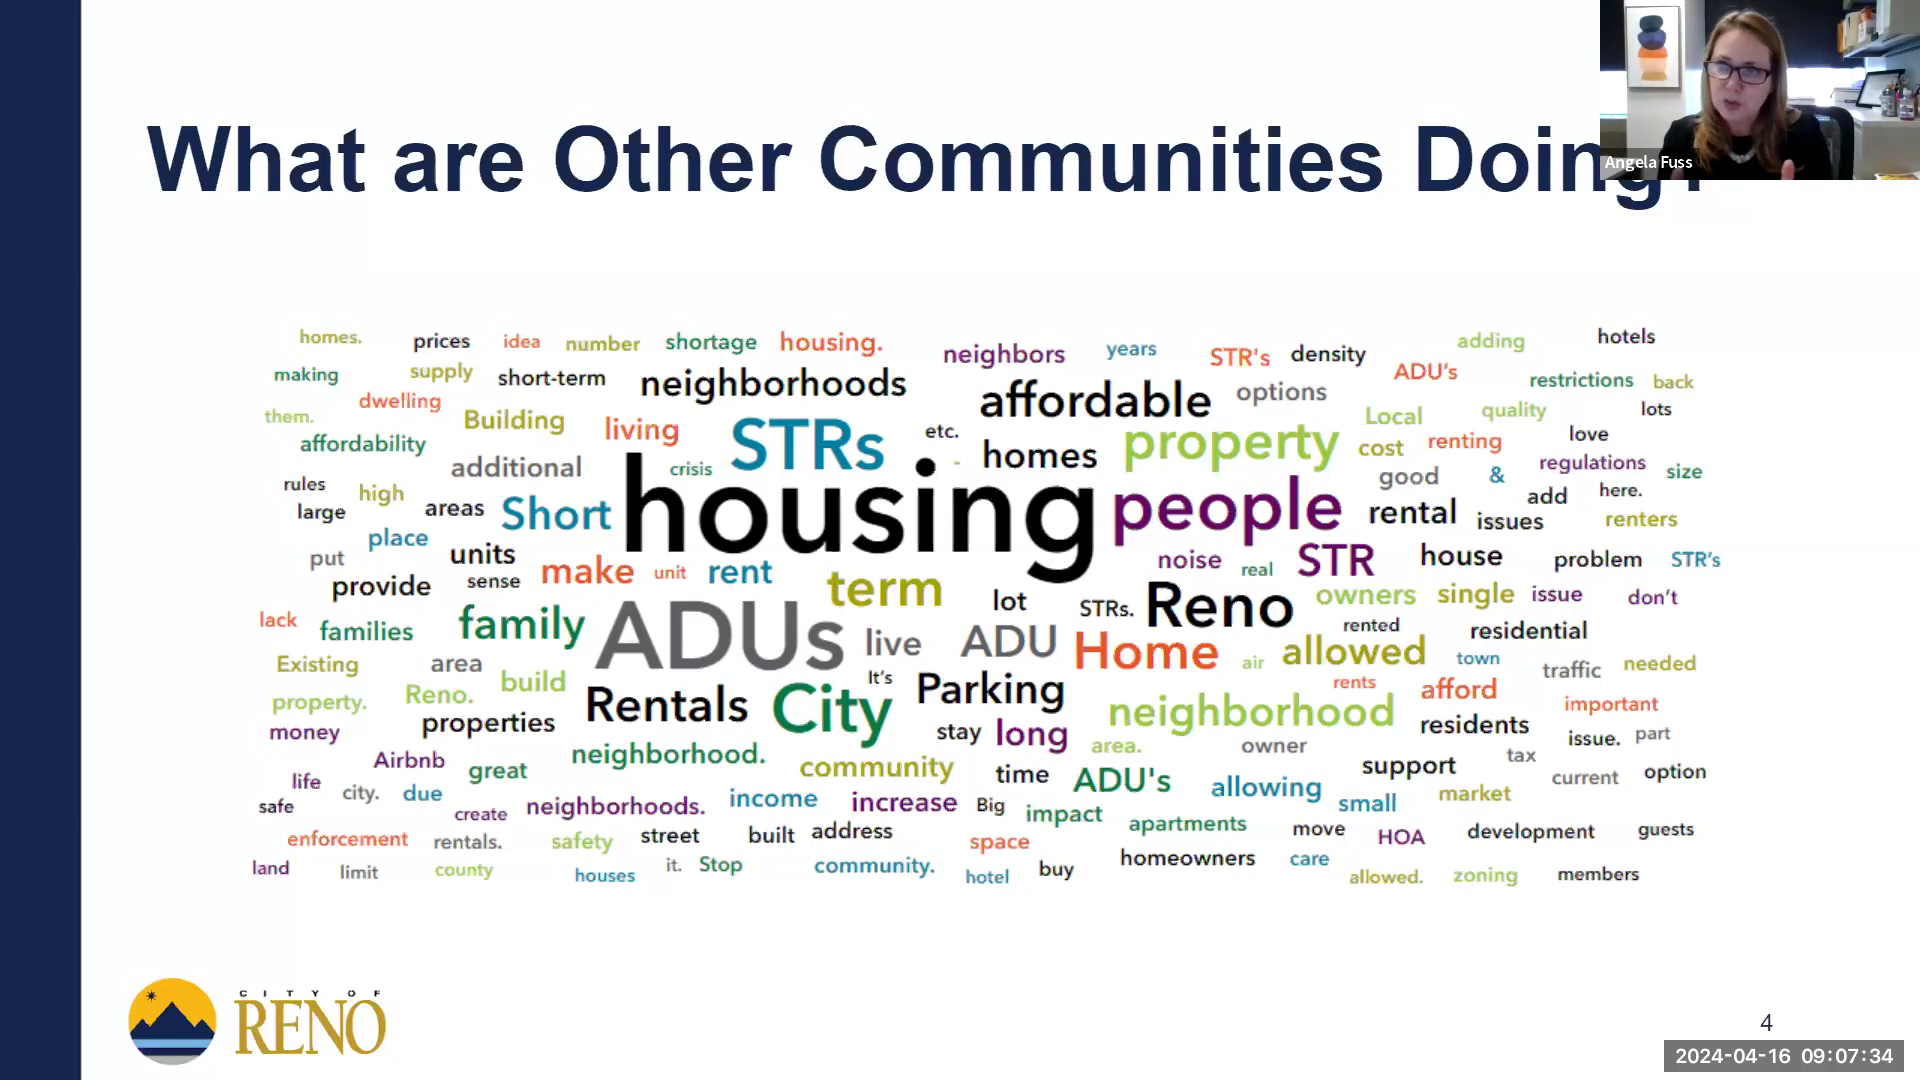 What are Other Communities Doing?
Angela Fuss
homes. prices idea number shortage housing. neighbors years STR's density adding hotels
making supply short-term neighborhoods affordable options ADU's restrictions back
them. dwelling Building living STRs etc. property Local quality lots
affordability additional crisis - homes cost renting love
rules high areas Short housing people rental good & regulations size
large place units issues add here. renters
put provide sense make unit rent term noise real STR house problem STR's
lack families family ADUs lot STRs. Reno owners single issue don't
Existing area live ADU Home air rented allowed residential town traffic needed
property. Reno. build Rentals City It's Parking neighborhood rents afford important
money properties stay long area. owner residents issue. part
Airbnb great neighborhood. community time ADU's allowing support tax current option
life city. due neighborhoods. income increase Big impact small market
safe create street built address apartments move HOA development guests
enforcement rentals. safety space homeowners care
land limit county houses it. Stop community. hotel buy allowed. zoning members
CITY OF
RENO
4
2024-04-16 09:07:34